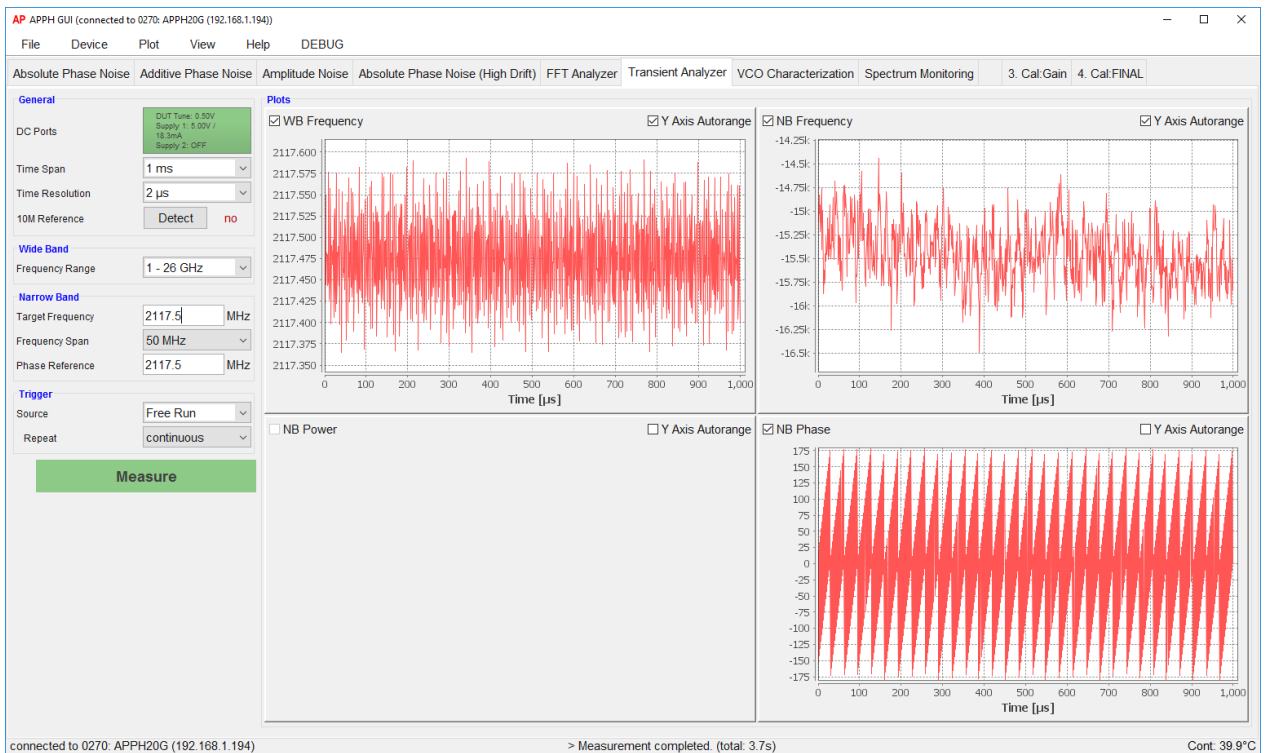 AP APPH GUI (connected to 0270: APPH20G (192.168.1.194))
File Device Plot View Help DEBUG
Absolute Phase Noise Additive Phase Noise Amplitude Noise Absolute Phase Noise (High Drift) FFT Analyzer Transient Analyzer VCO Characterization Spectrum Monitoring 3. Cal:Gain 4. Cal:FINAL
General
DC Ports
DUT Tune: 0.50V
Supply 1: 5.00V /
18.3mA
Supply 2: OFF
Time Span 1 ms
Time Resolution 2 µs
10M Reference Detect no
Wide Band
Frequency Range 1 - 26 GHz
Narrow Band
Target Frequency 2117.5 MHz
Frequency Span 50 MHz
Phase Reference 2117.5 MHz
Trigger
Source Free Run
Repeat continuous
Measure
Plots
WB Frequency Y Axis Autorange
2117.600
2117.575
2117.550
2117.525
2117.500
2117.475
2117.450
2117.425
2117.400
2117.375
2117.350
0 100 200 300 400 500 600 700 800 900 1,000
Time [µs]
NB Frequency Y Axis Autorange
-14.25k
-14.5k
-14.75k
-15k
-15.25k
-15.5k
-15.75k
-16k
-16.25k
-16.5k
0 100 200 300 400 500 600 700 800 900 1,000
Time [µs]
NB Power Y Axis Autorange
NB Phase Y Axis Autorange
175
150
125
100
75
50
25
0
-25
-50
-75
-100
-125
-150
-175
0 100 200 300 400 500 600 700 800 900 1,000
Time [µs]
connected to 0270: APPH20G (192.168.1.194) > Measurement completed. (total: 3.7s) Cont: 39.9°C